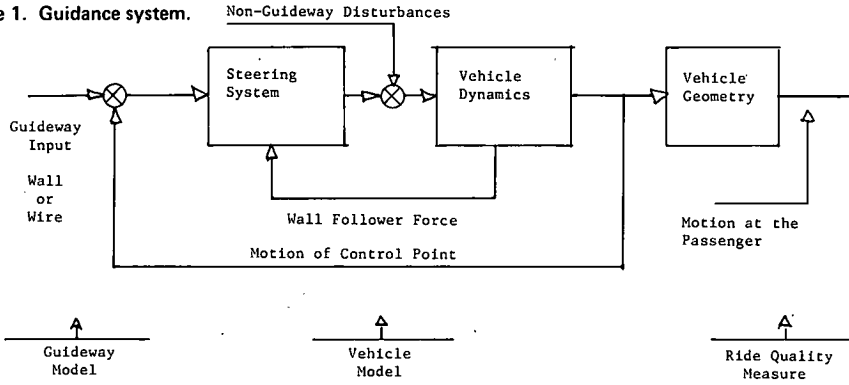 e 1. Guidance system.
Non-Guideway Disturbances
Steering
System
Vehicle
Dynamics
Vehicle
Geometry
Guideway
Input
Wall
or
Wire
Wall Follower Force
Motion of Control Point
Motion at the
Passenger
Guideway
Model
Vehicle
Model
Ride Quality
Measure